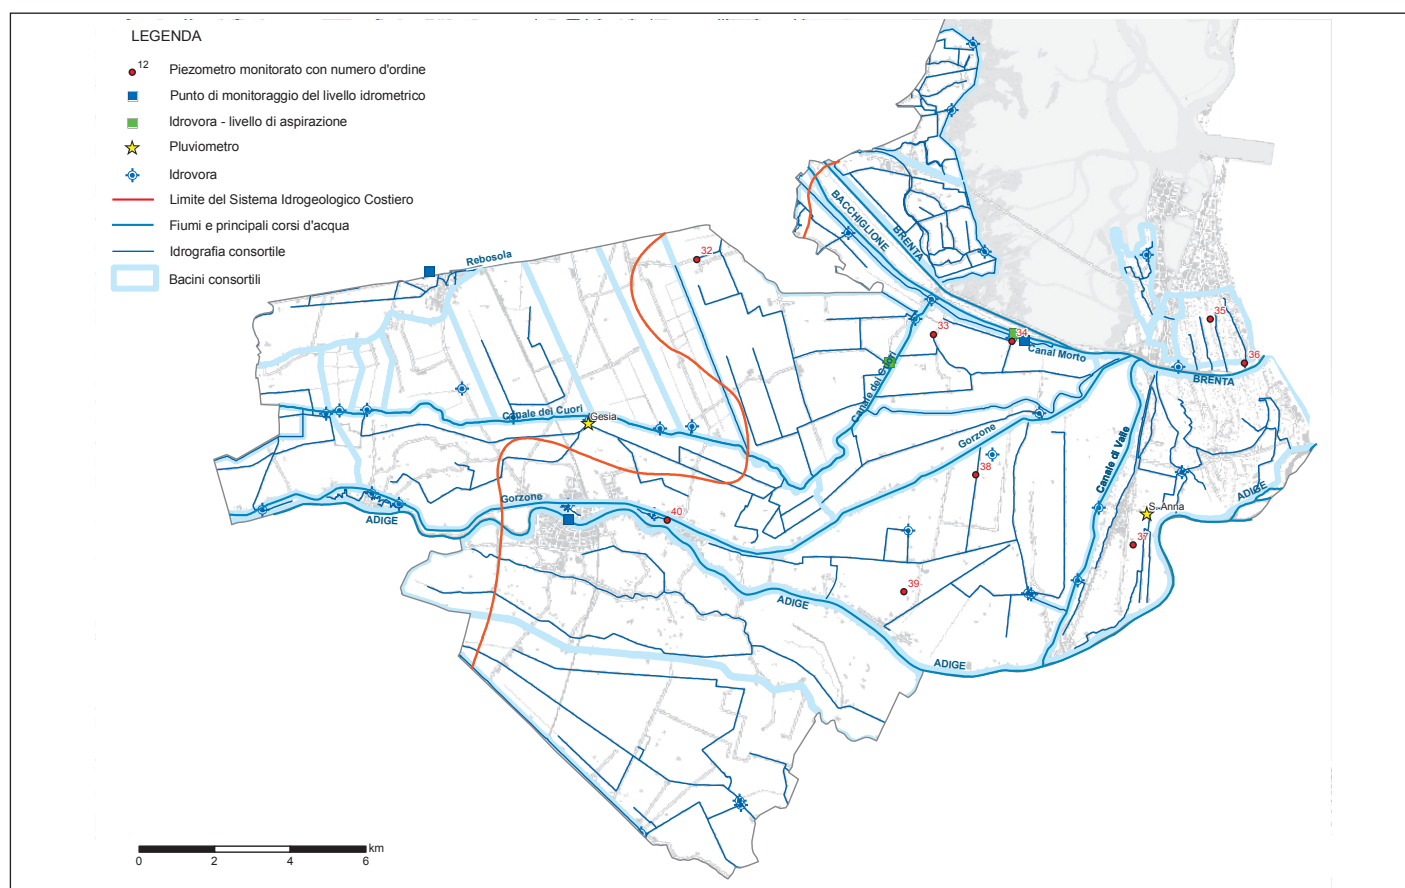 LEGENDA
12
Piezometro monitorato con numero d'ordine
Punto di monitoraggio del livello idrometrico
Idrovora - livello di aspirazione
Pluviometro
Idrovora
Limite del Sistema Idrogeologico Costiero
Fiumi e principali corsi d'acqua
Idrografia consortile
Bacini consortili
BACCHIGLIONE
BRENTA
Rebosola
32
33
34
35
36
Canal Morto
BRENTA
Canale dei Cuori
Canale dei Cuori
Gesia
Gorzone
Canale di Valle
38
Gorzone
ADIGE
40
S. Anna
ADIGE
37
39
ADIGE
ADIGE
km
0
2
4
6